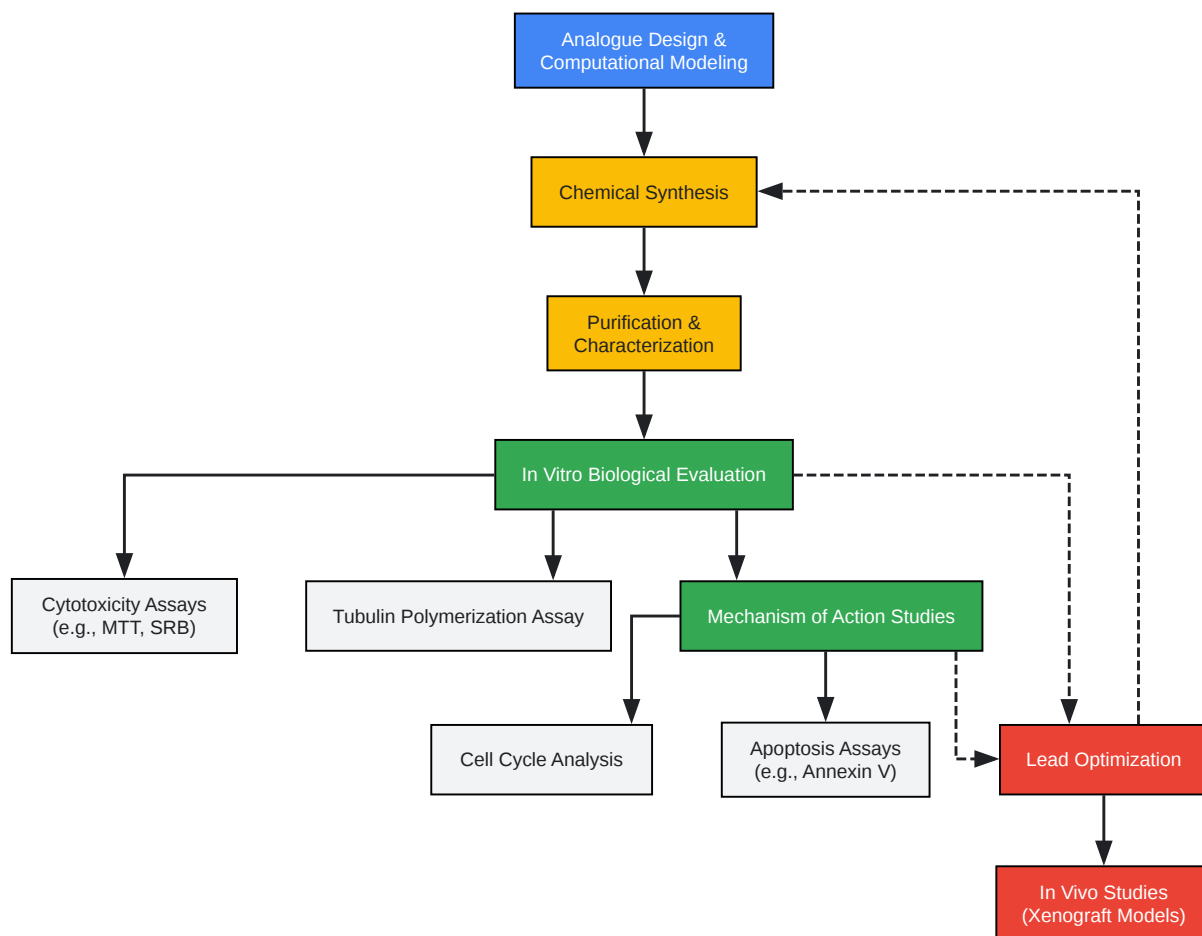 Analogue Design &
Computational Modeling
Chemical Synthesis
Purification &
Characterization
In Vitro Biological Evaluation
Cytotoxicity Assays
(e.g., MTT, SRB)
Tubulin Polymerization Assay
Mechanism of Action Studies
Cell Cycle Analysis
Apoptosis Assays
(e.g., Annexin V)
Lead Optimization
In Vivo Studies
(Xenograft Models)